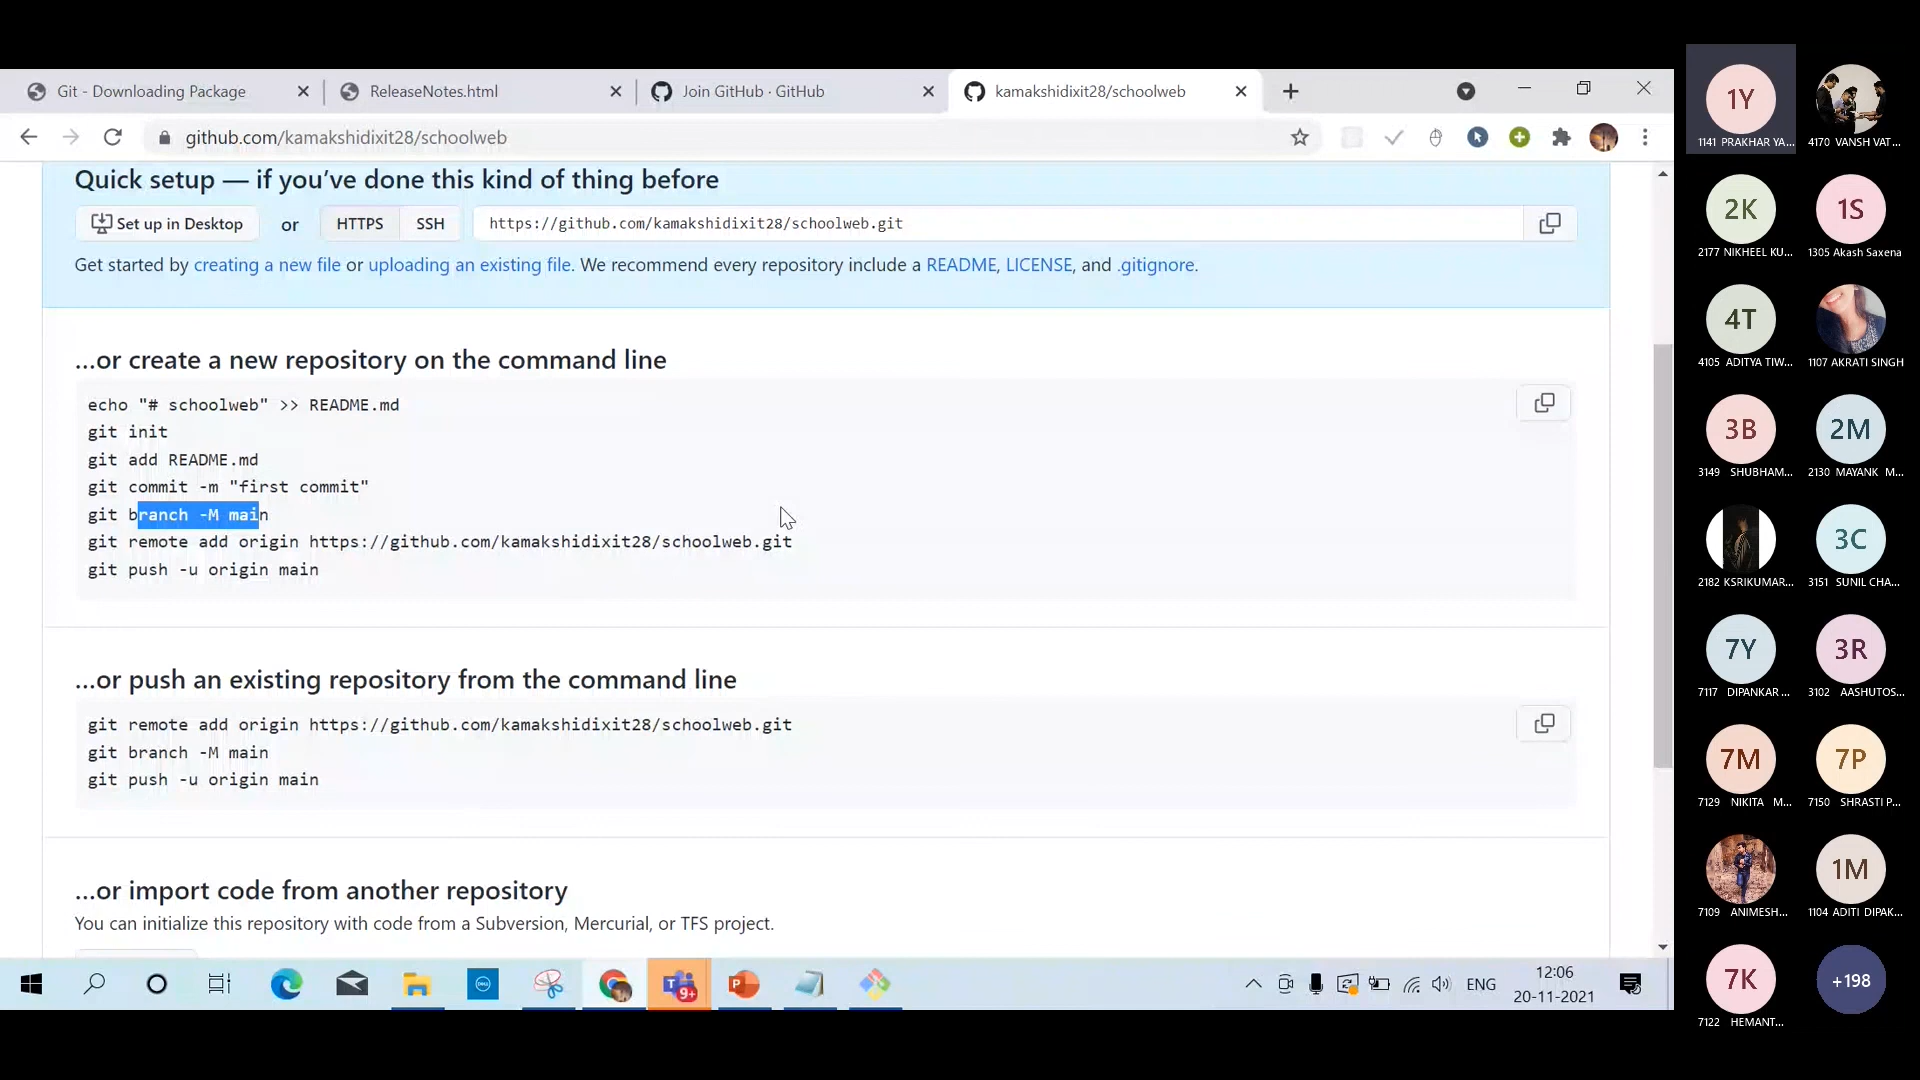 Git - Downloading Package
ReleaseNotes.html
Join GitHub · GitHub
kamakshidixit28/schoolweb
github.com/kamakshidixit28/schoolweb
Quick setup — if you’ve done this kind of thing before
Set up in Desktop or HTTPS SSH https://github.com/kamakshidixit28/schoolweb.git
Get started by creating a new file or uploading an existing file. We recommend every repository include a README, LICENSE, and .gitignore.
...or create a new repository on the command line
echo "# schoolweb" >> README.md
git init
git add README.md
git commit -m "first commit"
git branch -M main
git remote add origin https://github.com/kamakshidixit28/schoolweb.git
git push -u origin main
...or push an existing repository from the command line
git remote add origin https://github.com/kamakshidixit28/schoolweb.git
git branch -M main
git push -u origin main
...or import code from another repository
You can initialize this repository with code from a Subversion, Mercurial, or TFS project.
DELL
T
9+
P
ENG
12:06
20-11-2021
1Y
1141 PRAKHAR YA...
4170 VANSH VAT...
2K
2177 NIKHEEL KU...
1S
1305 Akash Saxena
4T
4105 ADITYA TIW...
1107 AKRATI SINGH
3B
3149 SHUBHAM...
2M
2130 MAYANK M...
2182 KSRIKUMAR...
3C
3151 SUNIL CHA...
7Y
7117 DIPANKAR ...
3R
3102 AASHUTOS...
7M
7129 NIKITA M...
7P
7150 SHRASTI P...
7109 ANIMESH...
1M
1104 ADITI DIPAK...
7K
7122 HEMANT...
+198